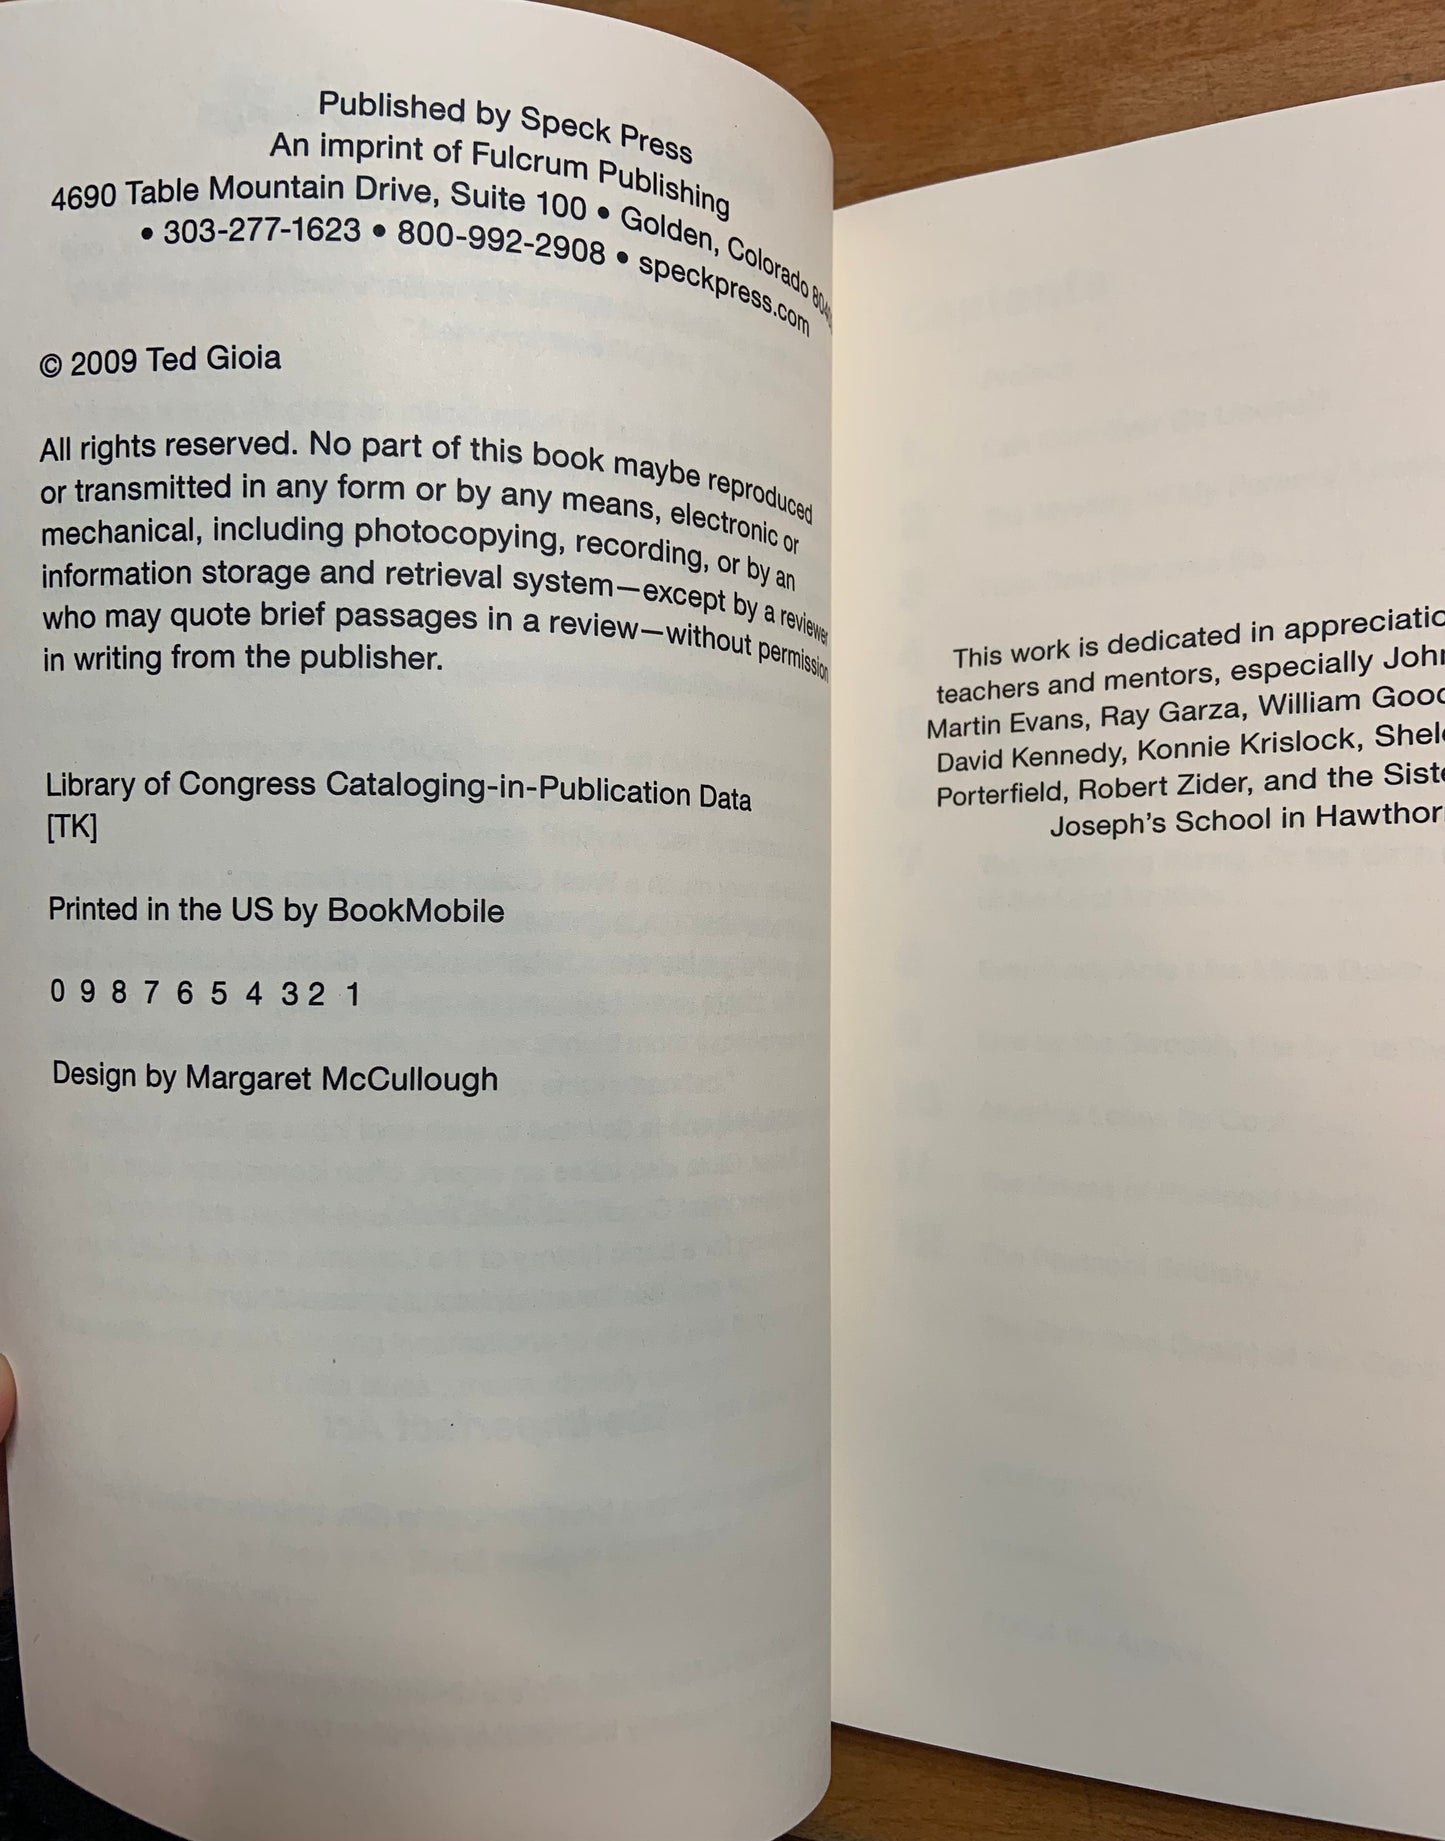 Published by Speck Press
An imprint of Fulcrum Publishing
4690 Table Mountain Drive, Suite 100 • Golden, Colorado
• 303-277-1623 • 800-992-2908 • speckpress.com
© 2009 Ted Gioia
All rights reserved. No part of this book maybe reproduced
or transmitted in any form or by any means, electronic or
mechanical, including photocopying, recording, or by an
information storage and retrieval system—except by a reviewer
who may quote brief passages in a review—without permission
in writing from the publisher.
Library of Congress Cataloging-in-Publication Data
[TK]
Printed in the US by BookMobile
0 9 8 7 6 5 4 3 2 1
Design by Margaret McCullough
This work is dedicated in
teachers and mentors, especially
Martin Evans, Ray Garza, William
David Kennedy, Konnie Krislock,
Porterfield, Robert Zider, and the
Joseph's School in